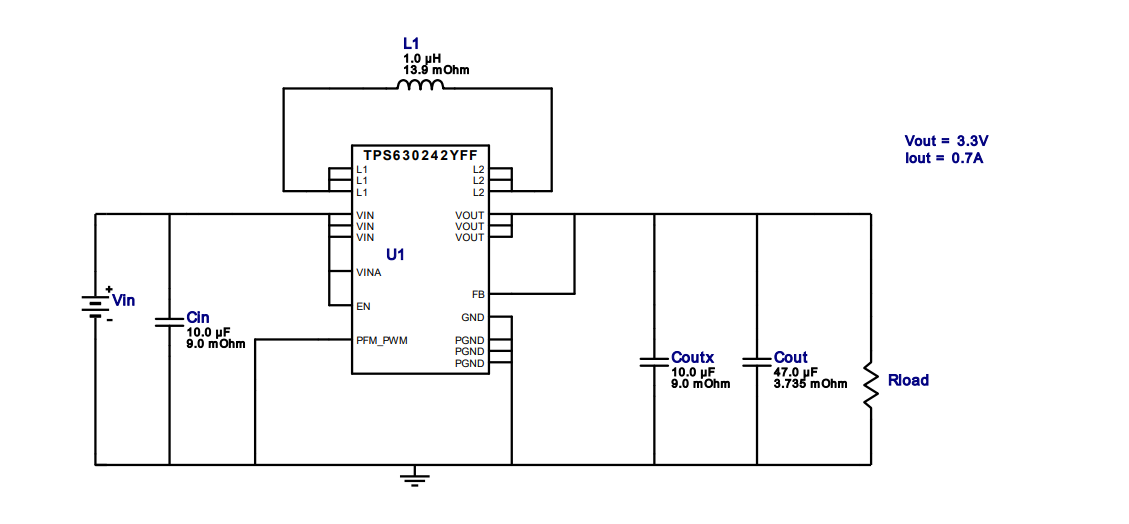 L1
1.0 µH
13.9 mOhm
Vout = 3.3V
Iout = 0.7A
TPS630242YFF
L1
L1
L1
L2
L2
L2
VIN
VIN
VIN
VOUT
VOUT
VOUT
U1
VINA
FB
EN
GND
PFM_PWM
PGND
PGND
PGND
+
Vin
-
Cin
10.0 µF
9.0 mOhm
Coutx
10.0 µF
9.0 mOhm
Cout
47.0 µF
3.735 mOhm
Rload